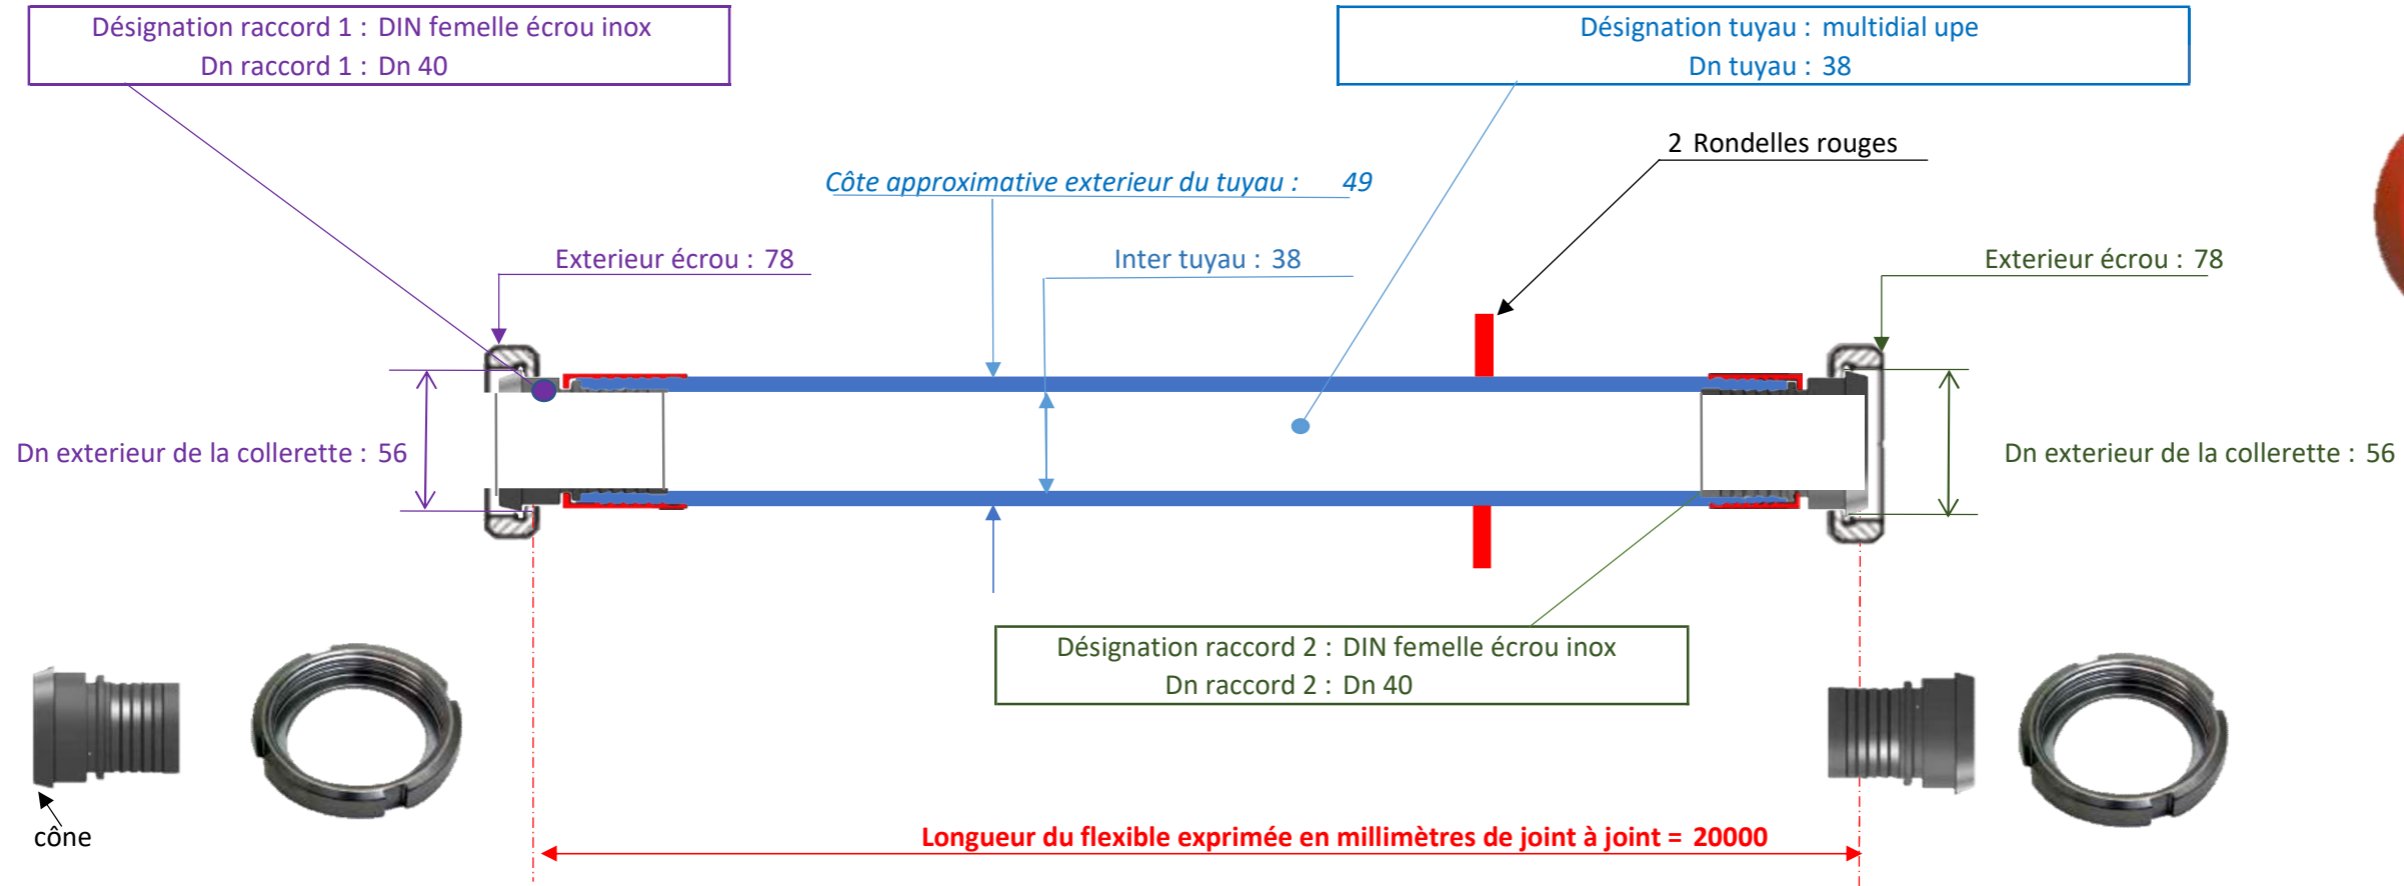 Désignation raccord 1 : DIN femelle écrou inox
Dn raccord 1 : Dn 40
Désignation tuyau : multidial upe
Dn tuyau : 38
2 Rondelles rouges
Côte approximative exterieur du tuyau : 49
Exterieur écrou : 78
Inter tuyau : 38
Exterieur écrou : 78
Dn exterieur de la collerette : 56
Dn exterieur de la collerette : 56
Désignation raccord 2 : DIN femelle écrou inox
Dn raccord 2 : Dn 40
cône
Longueur du flexible exprimée en millimètres de joint à joint = 20000